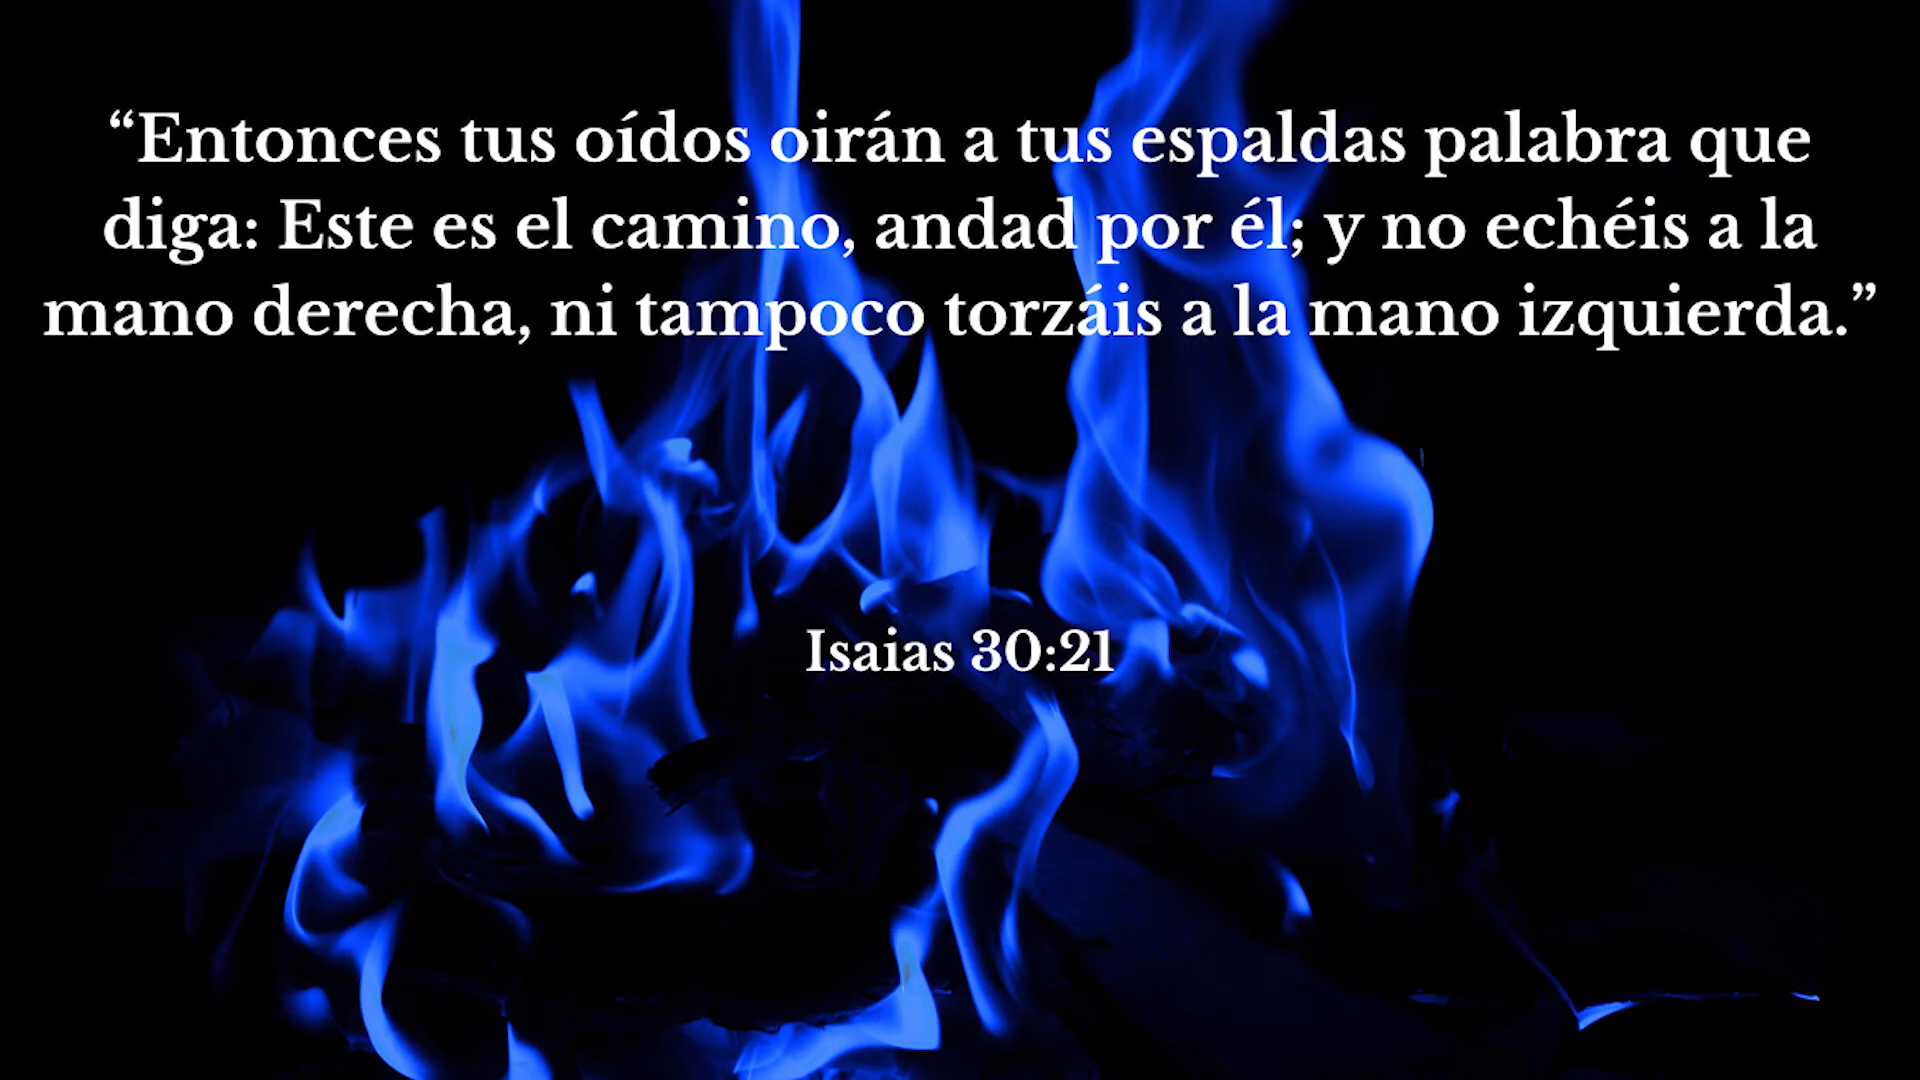 “Entonces tus oídos oirán a tus espaldas palabra que
diga: Este es el camino, andad por él; y no echéis a la
mano derecha, ni tampoco torzáis a la mano izquierda.”
Isaias 30:21